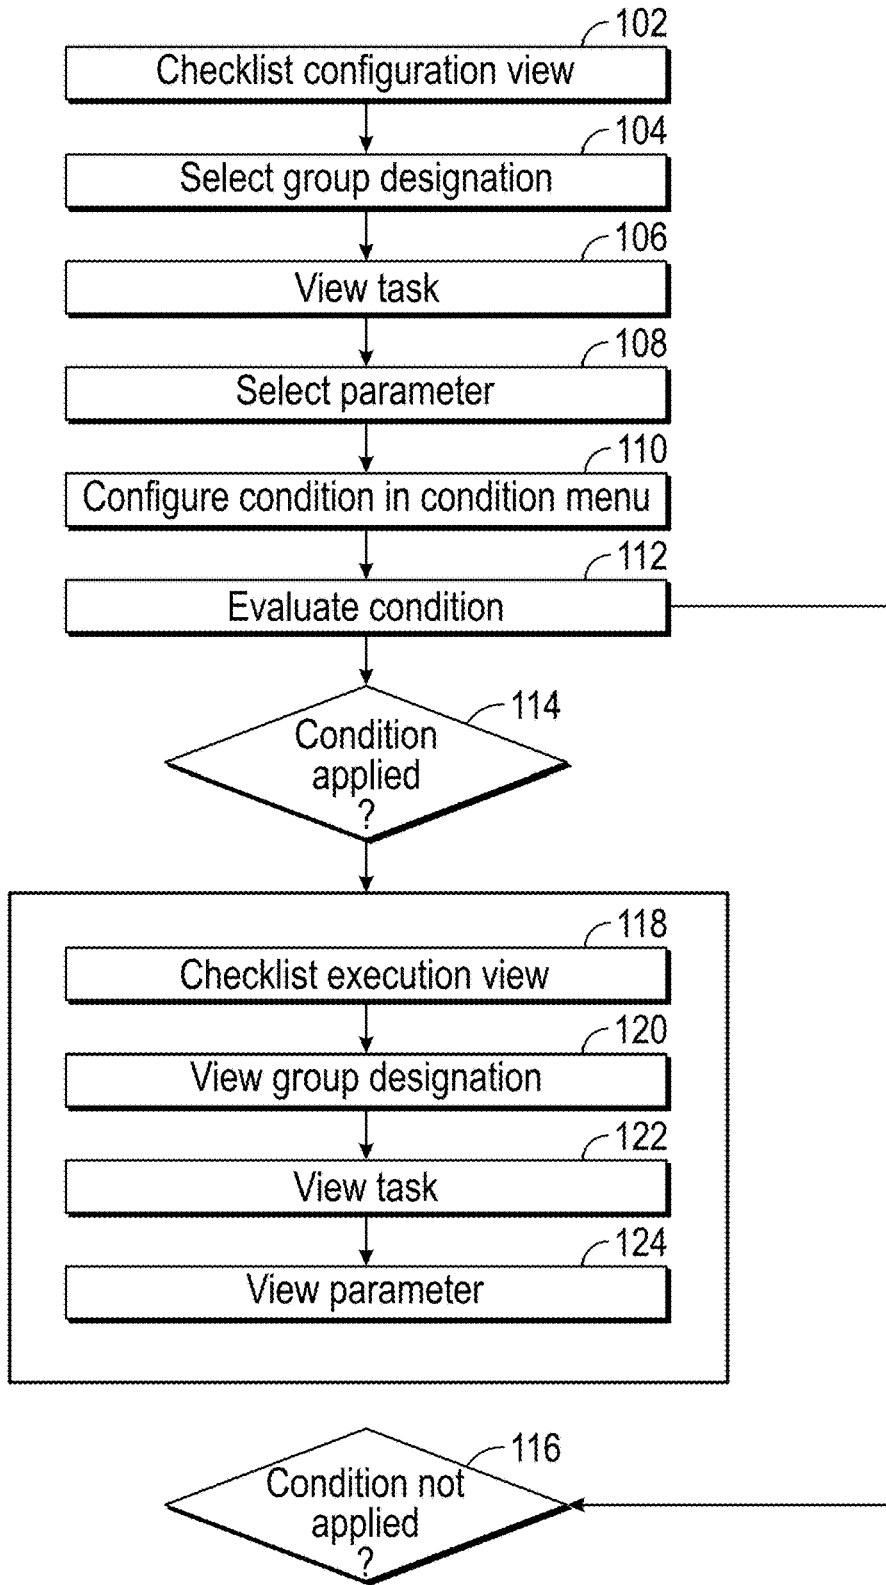 102
Checklist configuration view
104
Select group designation
106
View task
108
Select parameter
110
Configure condition in condition menu
112
Evaluate condition
114
Condition
applied
?
118
Checklist execution view
120
View group designation
122
View task
124
View parameter
116
Condition not
applied
?